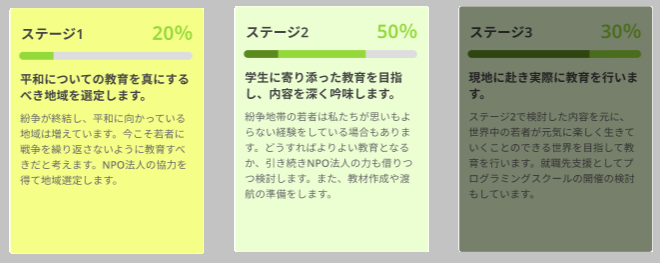 ステージ1 20%
平和についての教育を真にする
べき地域を選定します。
紛争が終結し、平和に向かっている
地域は増えています。今こそ若者に
戦争を繰り返さないように教育すべ
きだと考えます。NPO法人の協力を
得て地域選定します。
ステージ2 50%
学生に寄り添った教育を目指
し、内容を深く吟味します。
紛争地帯の若者は私たちが思いもよ
らない経験をしている場合もありま
す。どうすればよりよい教育となる
か、引き続きNPO法人の力も借りつ
つ検討します。また、教材作成や渡
航の準備をします。
ステージ3 30%
現地に赴き実際に教育を行いま
す。
ステージ2で検討した内容を元に、
世界中の若者が元気に楽しく生きて
いくことのできる世界を目指して教
育を行います。就職先支援としてプ
ログラミングスクールの開催の検討
もしています。